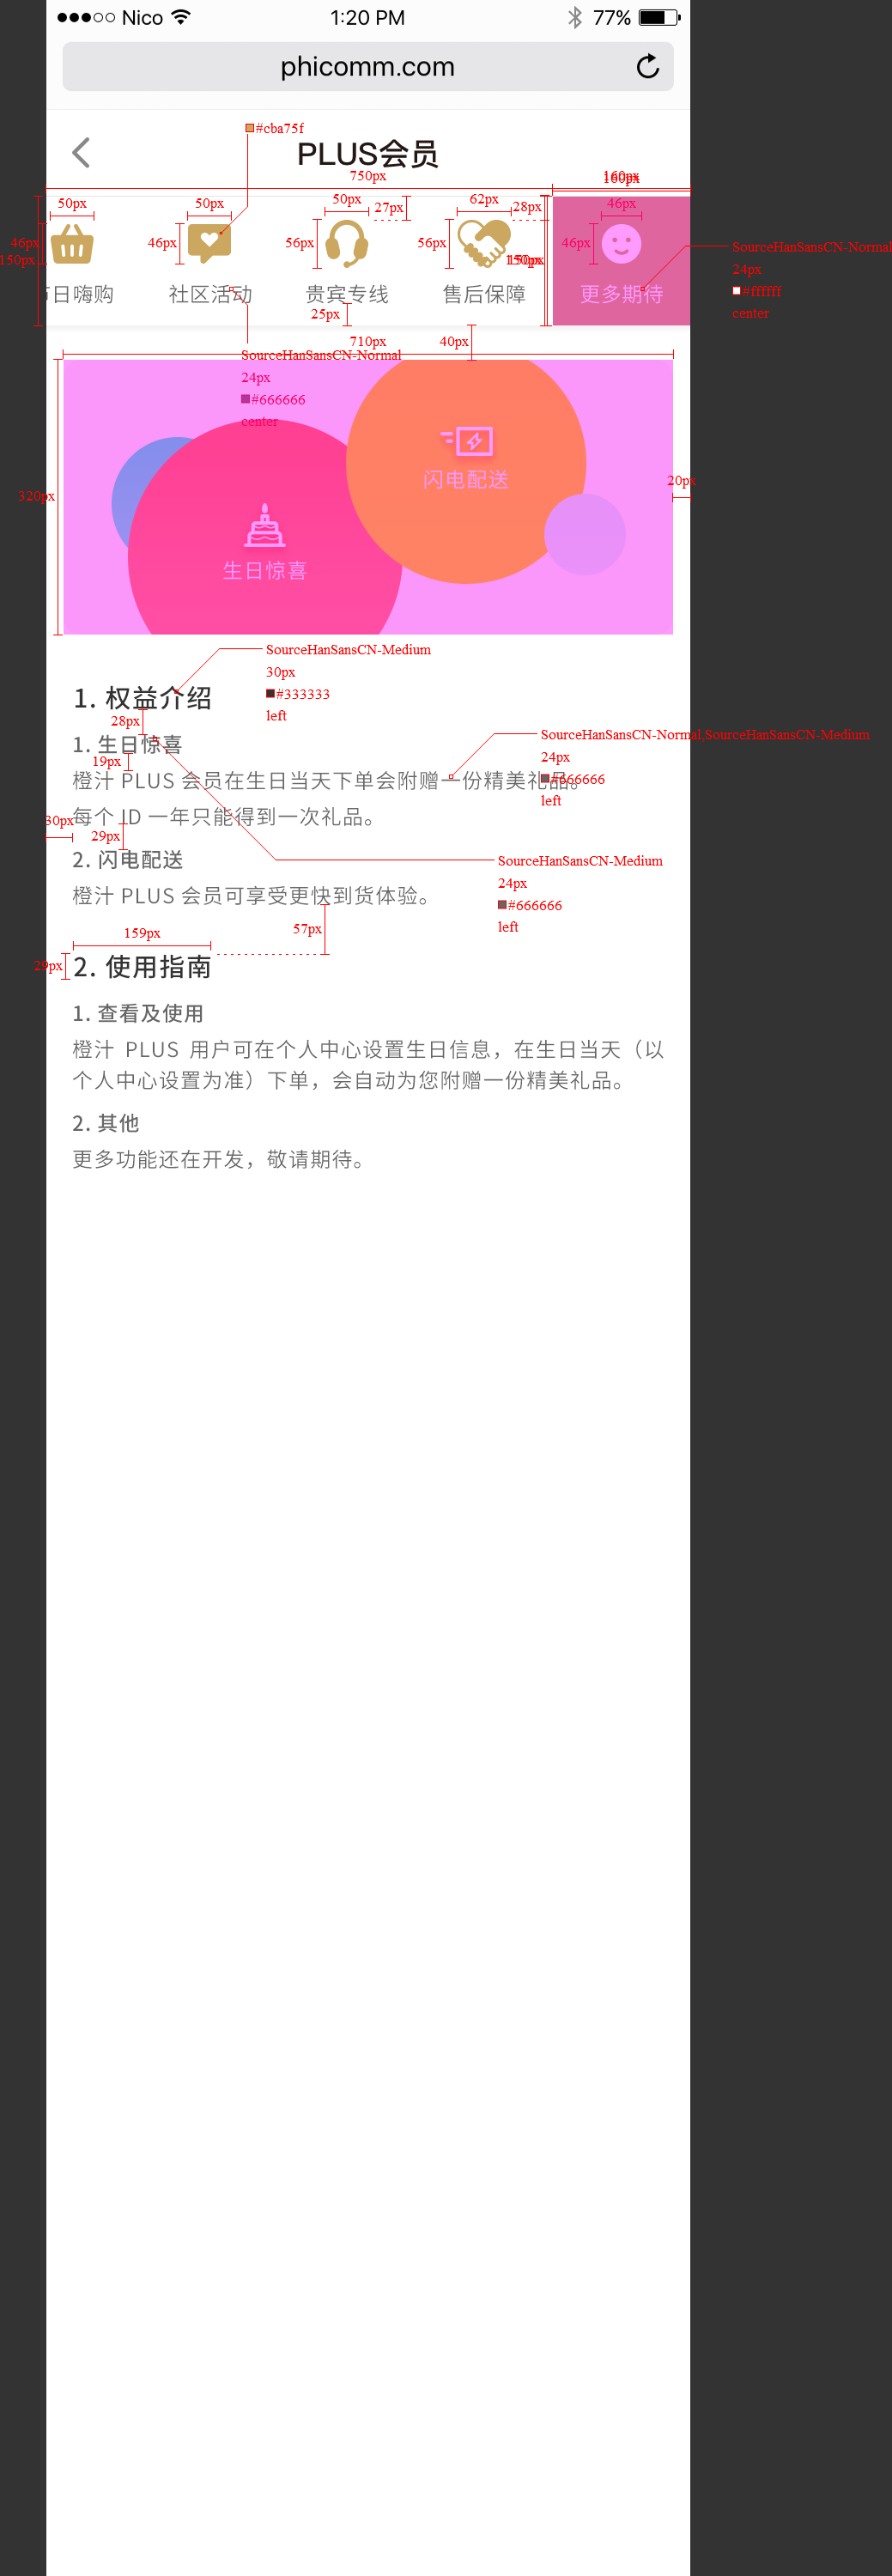 Nico 1:20 PM 77%
phicomm.com
#cba75f
PLUS会员
750px 160px
160px
50px 50px 50px 27px 62px 28px 46px
46px 46px 56px 56px 46px
150px 150px
SourceHanSansCN-Normal
24px
#ffffff
center
日嗨购 社区活动 贵宾专线 售后保障 更多期待
25px
710px 40px
SourceHanSansCN-Normal
24px
#666666
center
闪电配送
20px
320px
生日惊喜
SourceHanSansCN-Medium
30px
#333333
left
1. 权益介绍
28px
SourceHanSansCN-Normal,SourceHanSansCN-Medium
24px
#666666
left
1. 生日惊喜
19px
橙汁 PLUS 会员在生日当天下单会附赠一份精美礼品。
每个 ID 一年只能得到一次礼品。
30px 29px
2. 闪电配送
SourceHanSansCN-Medium
24px
#666666
left
橙汁 PLUS 会员可享受更快到货体验。
57px
159px
29px
2. 使用指南
1. 查看及使用
橙汁 PLUS 用户可在个人中心设置生日信息，在生日当天（以
个人中心设置为准）下单，会自动为您附赠一份精美礼品。
2. 其他
更多功能还在开发，敬请期待。